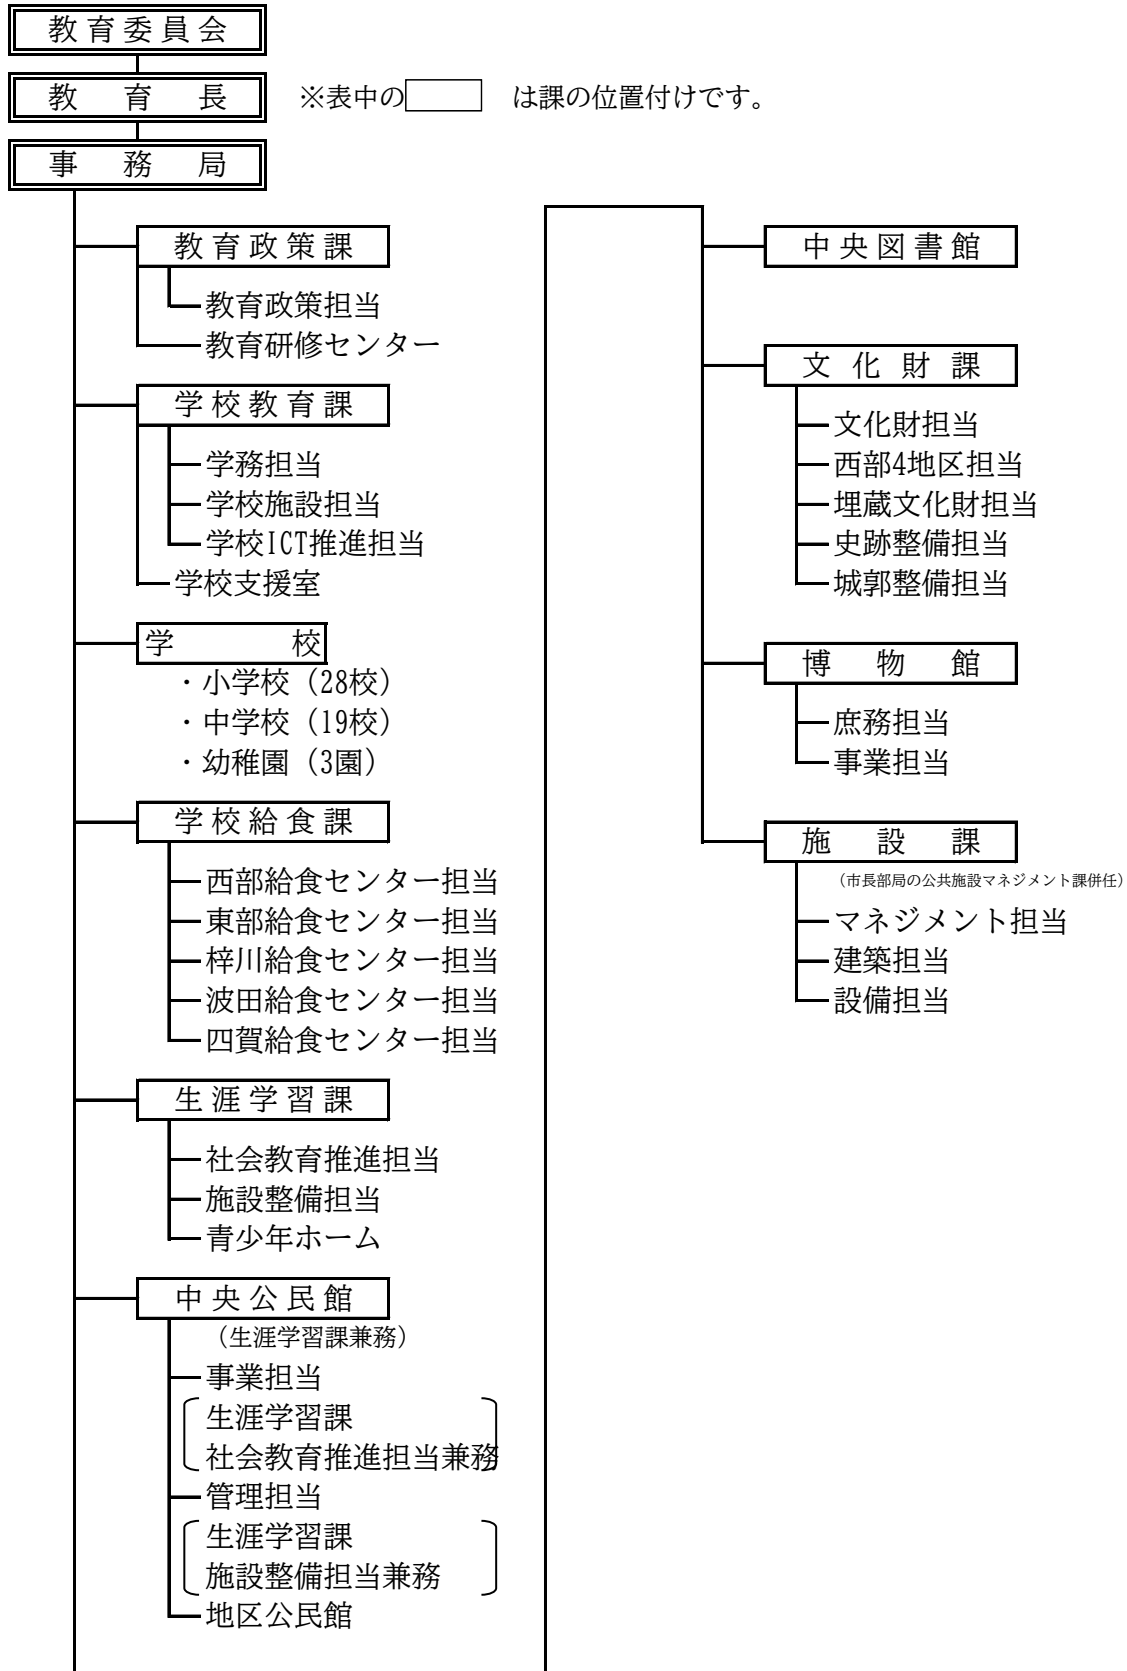 教育委員会
教育長
※表中の　　は課の位置付けです。
事務局
教育政策課
教育政策担当
教育研修センター
学校教育課
学務担当
学校施設担当
学校ICT推進担当
学校支援室
学校
・小学校（28校）
・中学校（19校）
・幼稚園（3園）
学校給食課
西部給食センター担当
東部給食センター担当
梓川給食センター担当
波田給食センター担当
四賀給食センター担当
生涯学習課
社会教育推進担当
施設整備担当
青少年ホーム
中央公民館
（生涯学習課兼務）
事業担当
生涯学習課
社会教育推進担当兼務
管理担当
生涯学習課
施設整備担当兼務
地区公民館
中央図書館
文化財課
文化財担当
西部4地区担当
埋蔵文化財担当
史跡整備担当
城郭整備担当
博物館
庶務担当
事業担当
施設課
（市長部局の公共施設マネジメント課併任）
マネジメント担当
建築担当
設備担当